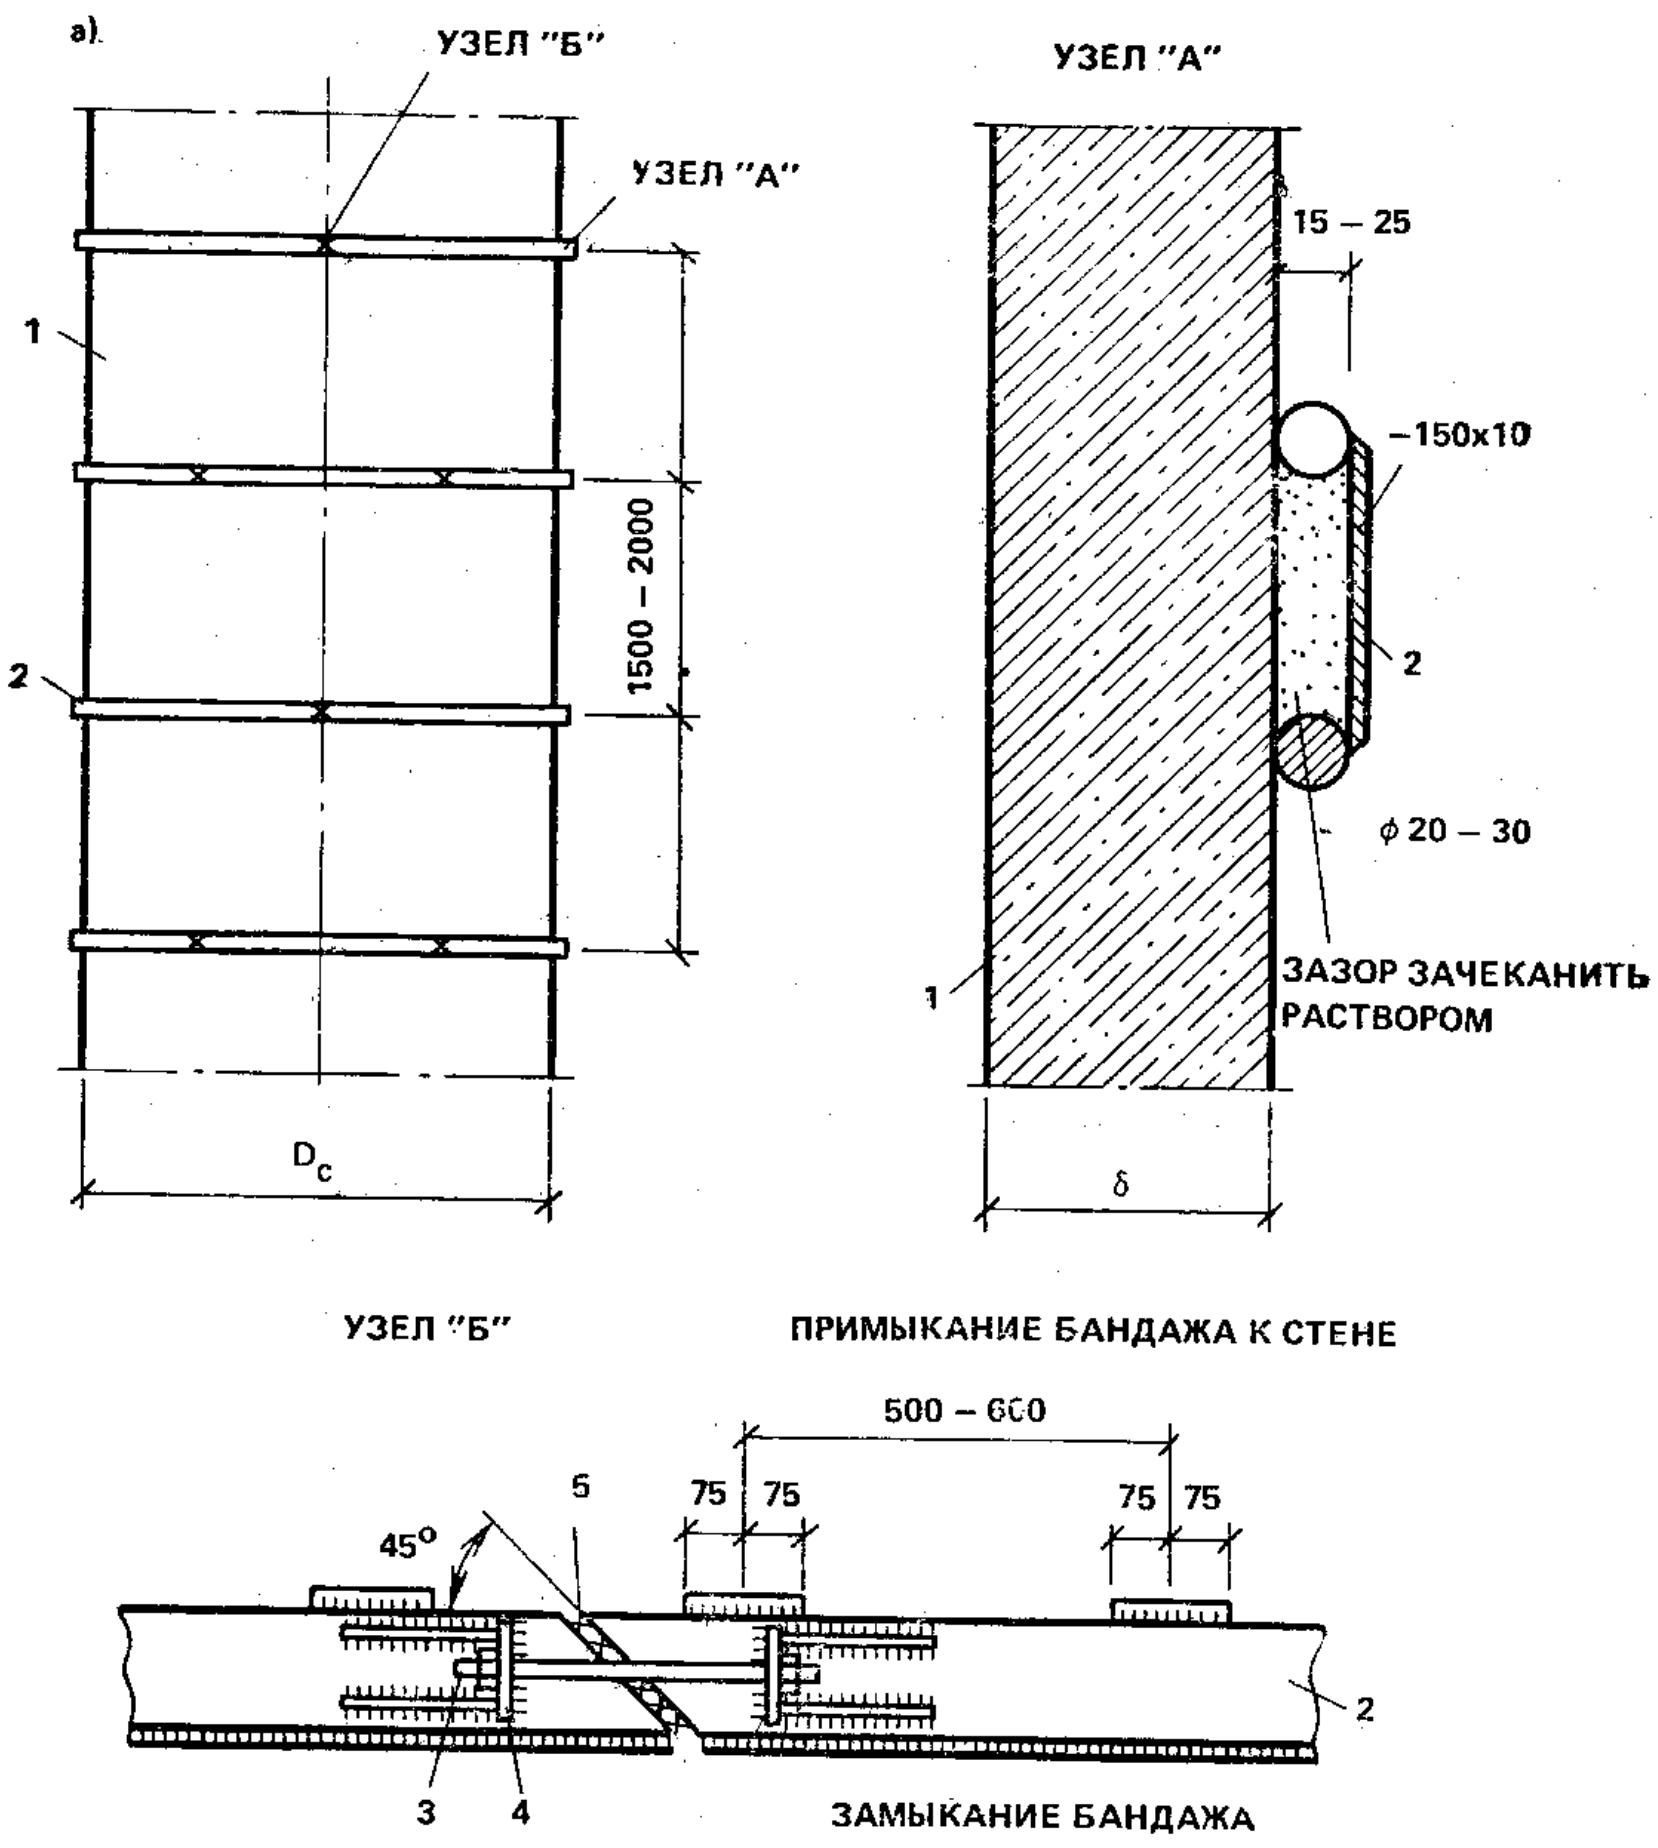 а)
УЗЕЛ "Б"
УЗЕЛ "А"
1
2
1500 – 2000
D_c
УЗЕЛ "А"
15 – 25
–150х10
2
ϕ 20 – 30
1
ЗАЗОР ЗАЧЕКАНИТЬ
РАСТВОРОМ
δ
УЗЕЛ "Б"
ПРИМЫКАНИЕ БАНДАЖА К СТЕНЕ
500 – 600
75 75
75 75
5
45°
2
3
4
ЗАМЫКАНИЕ БАНДАЖА